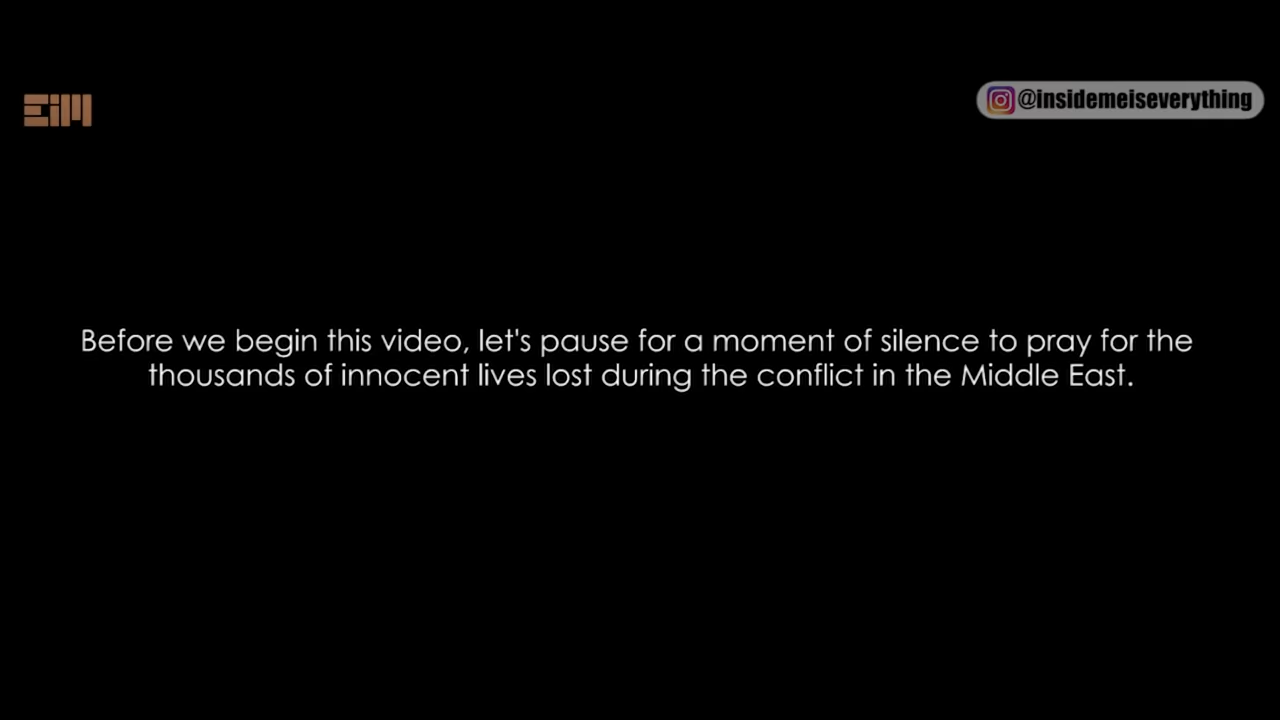 EiM
@insidemeiseverything
Before we begin this video, let's pause for a moment of silence to pray for the
thousands of innocent lives lost during the conflict in the Middle East.